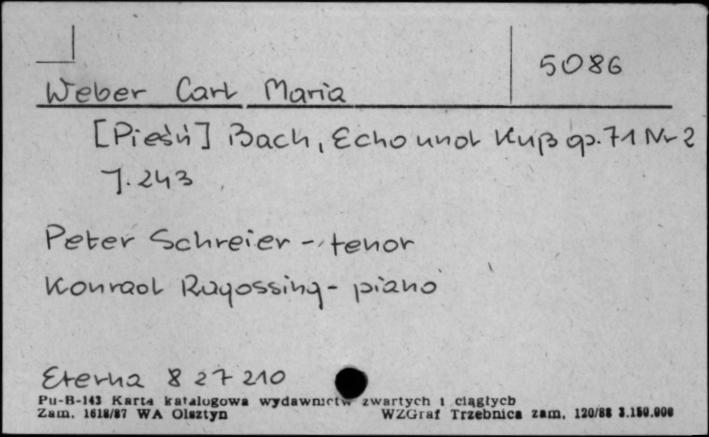 5086
Weber Carl Maria
[Pieśń] Bach, Echo und Kuß op.71 Nr 2
J. 243
Peter Schreier - tenor
Konrad Ragossing - piano
Eterna 8 27 210
Pu-B-143 Karta katalogowa wydawnictw zwartych i ciągłych
Zam. 1618/87 WA Olsztyn WZGraf Trzebnica zam. 120/88 3.150.000